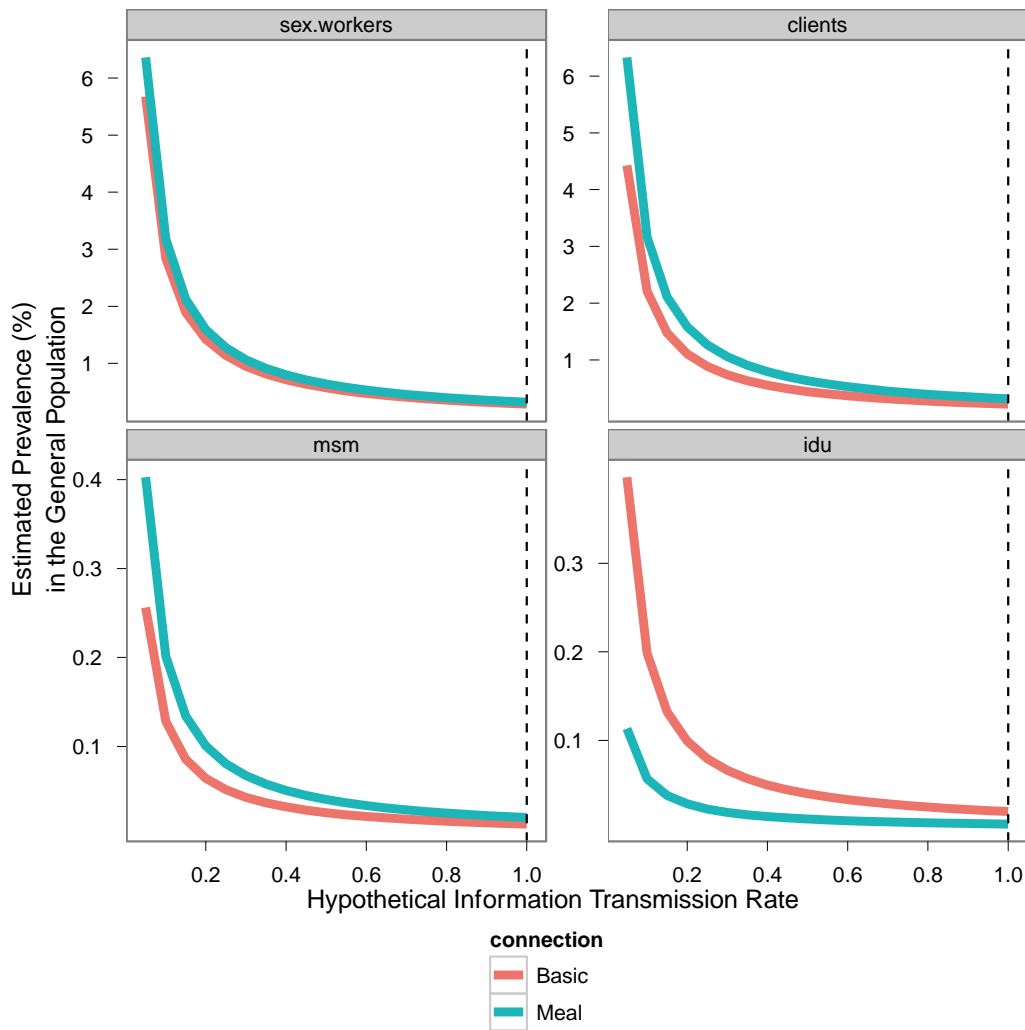 sex.workers
clients
6
5
4
3
2
1
6
5
4
3
2
1
Estimated Prevalence (%)
in the General Population
msm
idu
0.4
0.3
0.2
0.1
0.3
0.2
0.1
0.2 0.4 0.6 0.8 1.0
0.2 0.4 0.6 0.8 1.0
Hypothetical Information Transmission Rate
connection
Basic
Meal